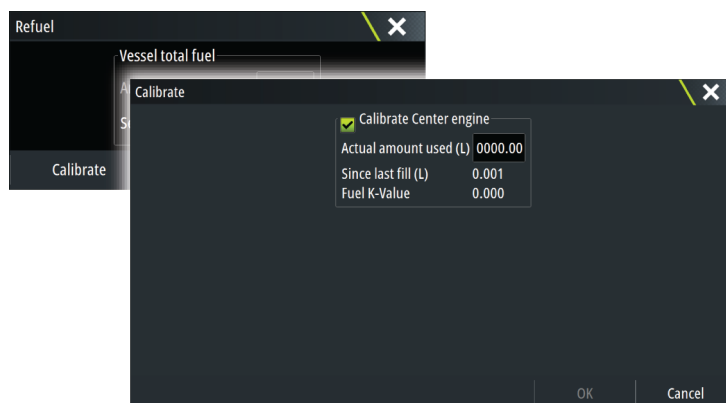 Refuel
Vessel total fuel
Calibrate
Calibrate
Calibrate Center engine
Actual amount used (L) 0000.00
Since last fill (L) 0.001
Fuel K-Value 0.000
OK Cancel